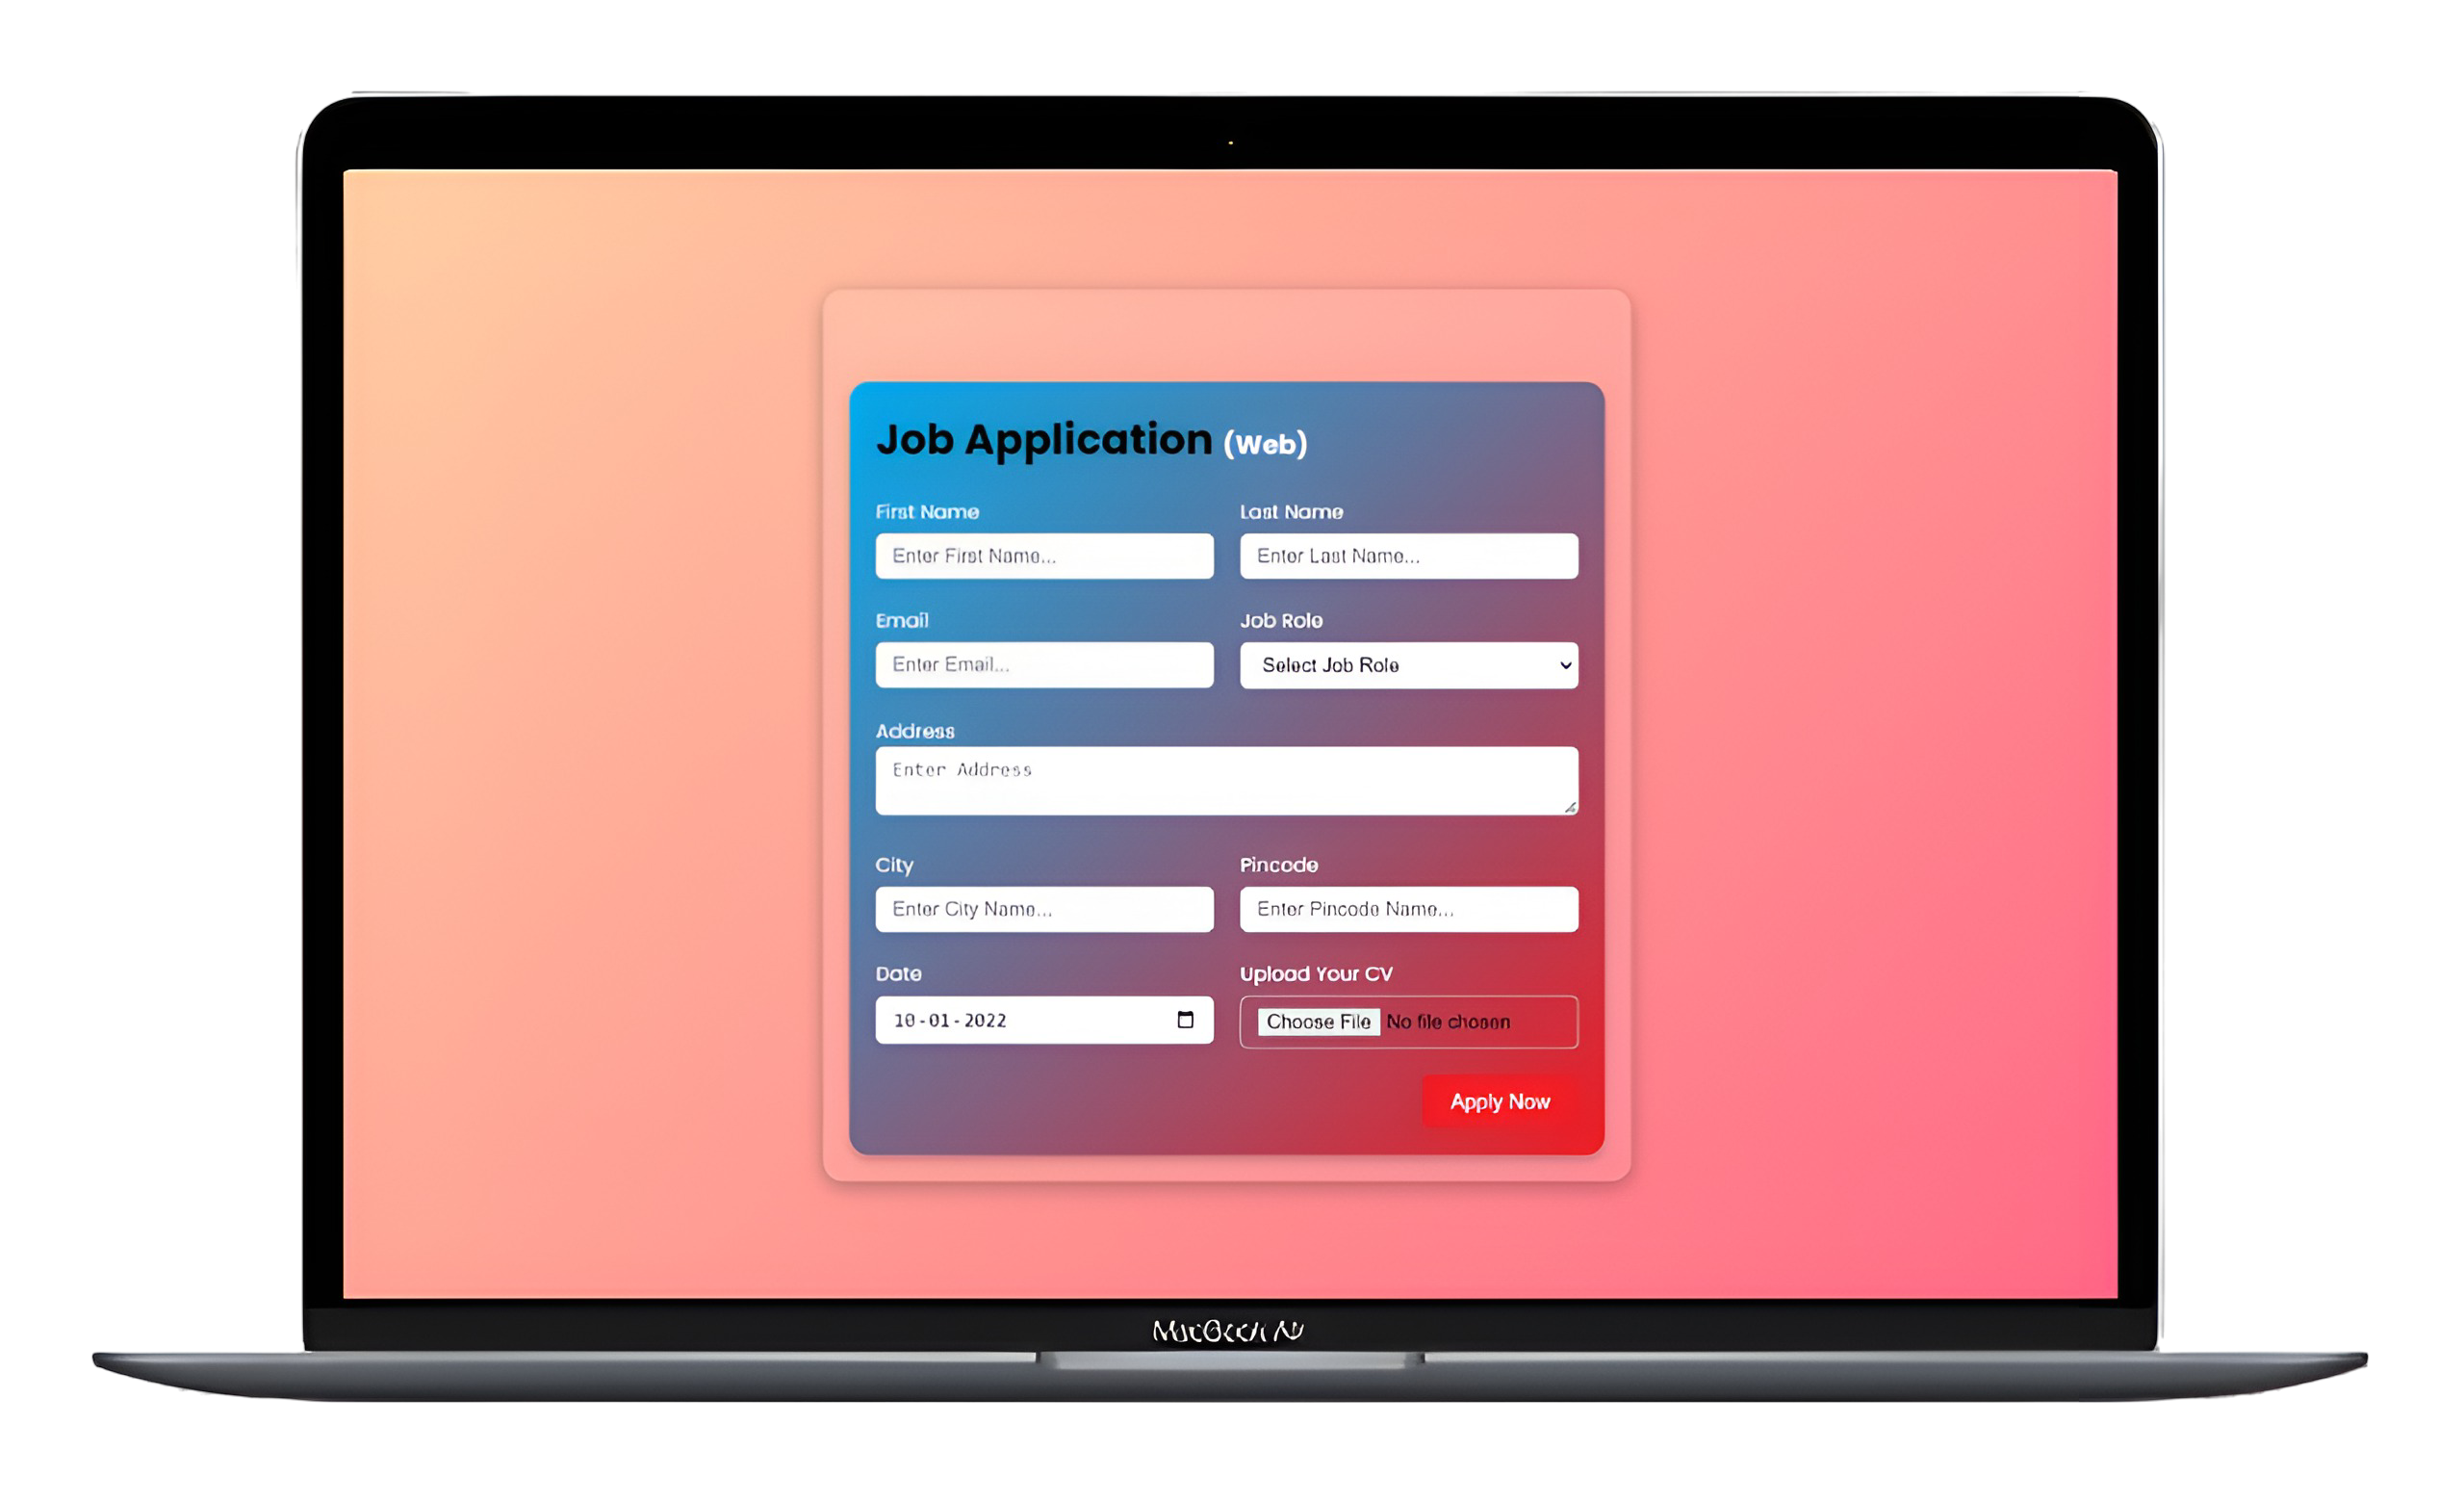 Job Application (Web)
First Name
Last Name
Enter First Name...
Enter Last Name...
Email
Job Role
Enter Email...
Select Job Role
Address
Enter Address
City
Pincode
Enter City Name...
Enter Pincode Name...
Date
Upload Your CV
10-01-2022
Choose File No file chosen
Apply Now